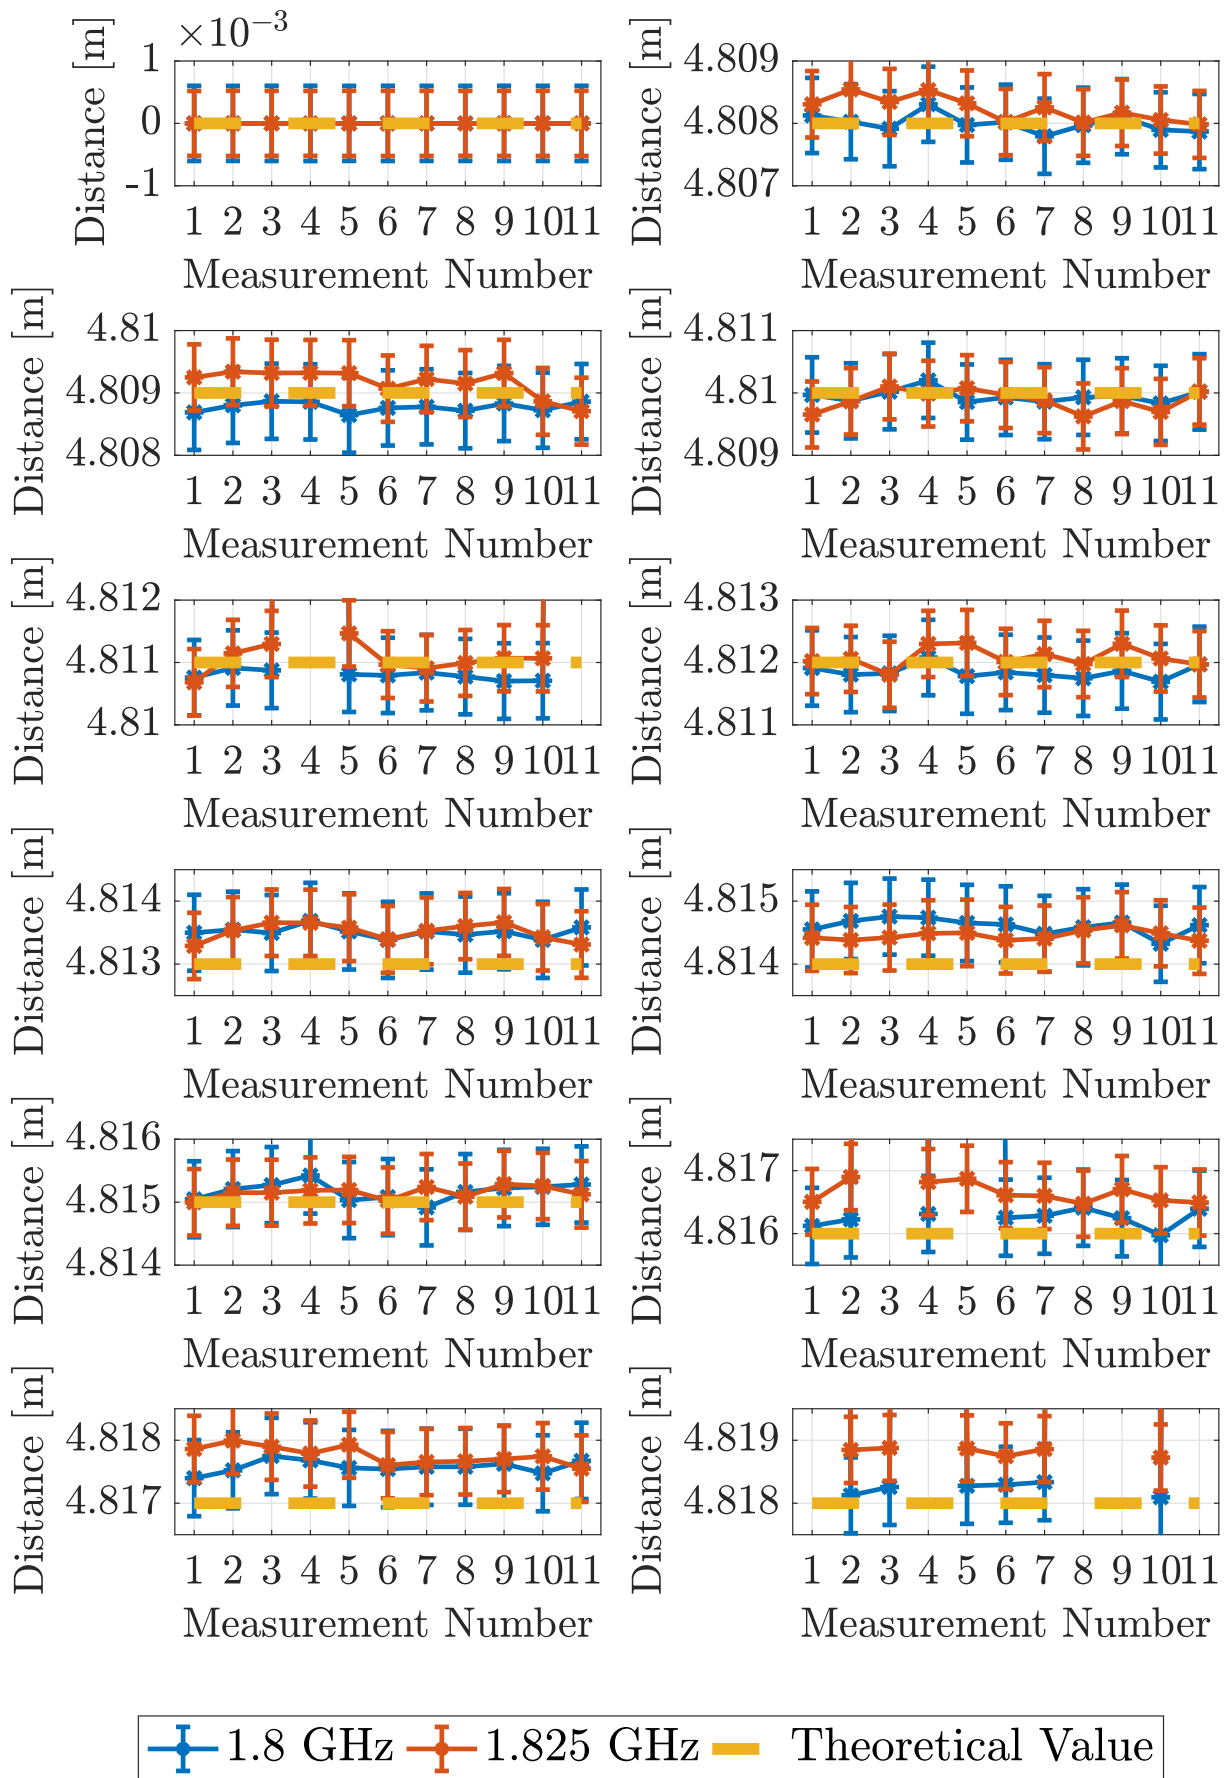 ×10⁻³
Distance [m]
1
0
-1
1 2 3 4 5 6 7 8 9 10 11
Measurement Number
Distance [m]
4.809
4.808
4.807
1 2 3 4 5 6 7 8 9 10 11
Measurement Number
Distance [m]
4.81
4.809
4.808
1 2 3 4 5 6 7 8 9 10 11
Measurement Number
Distance [m]
4.811
4.81
4.809
1 2 3 4 5 6 7 8 9 10 11
Measurement Number
Distance [m]
4.812
4.811
4.81
1 2 3 4 5 6 7 8 9 10 11
Measurement Number
Distance [m]
4.813
4.812
4.811
1 2 3 4 5 6 7 8 9 10 11
Measurement Number
Distance [m]
4.814
4.813
1 2 3 4 5 6 7 8 9 10 11
Measurement Number
Distance [m]
4.815
4.814
1 2 3 4 5 6 7 8 9 10 11
Measurement Number
Distance [m]
4.816
4.815
4.814
1 2 3 4 5 6 7 8 9 10 11
Measurement Number
Distance [m]
4.817
4.816
1 2 3 4 5 6 7 8 9 10 11
Measurement Number
Distance [m]
4.818
4.817
1 2 3 4 5 6 7 8 9 10 11
Measurement Number
Distance [m]
4.819
4.818
1 2 3 4 5 6 7 8 9 10 11
Measurement Number
1.8 GHz 1.825 GHz Theoretical Value